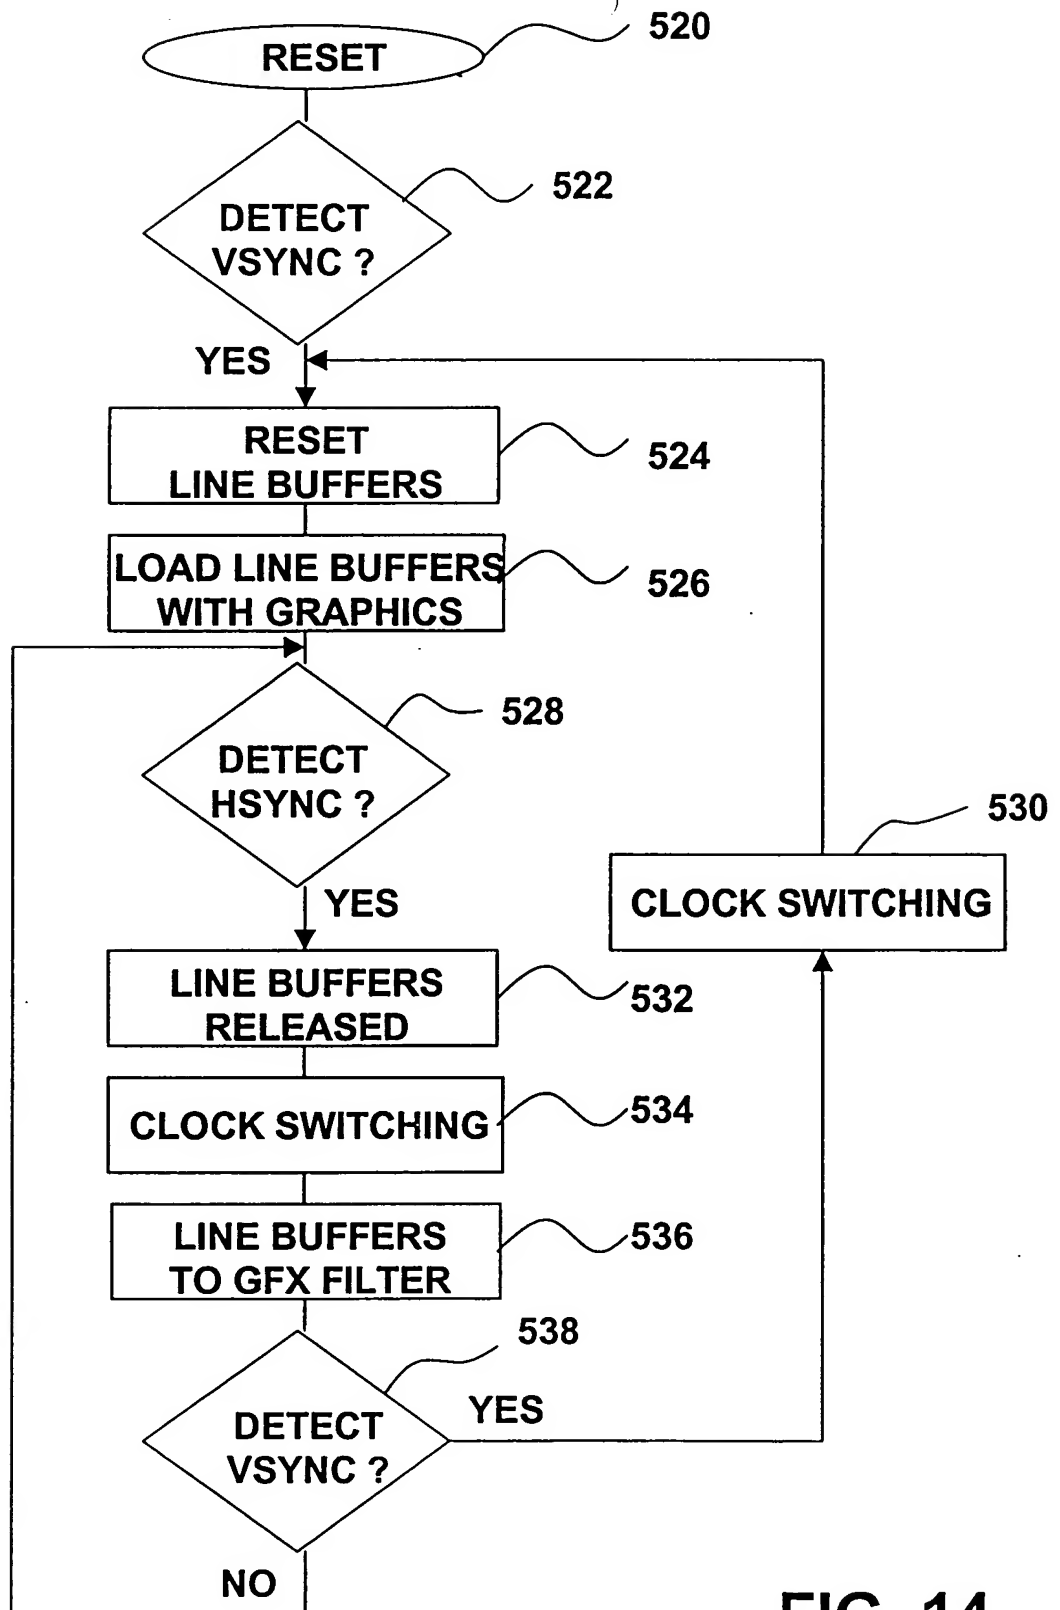 RESET
520
DETECT
VSYNC ?
522
YES
RESET
LINE BUFFERS
524
LOAD LINE BUFFERS
WITH GRAPHICS
526
DETECT
HSYNC ?
528
YES
CLOCK SWITCHING
530
LINE BUFFERS
RELEASED
532
CLOCK SWITCHING
534
LINE BUFFERS
TO GFX FILTER
536
DETECT
VSYNC ?
538
YES
NO
FIG. 14